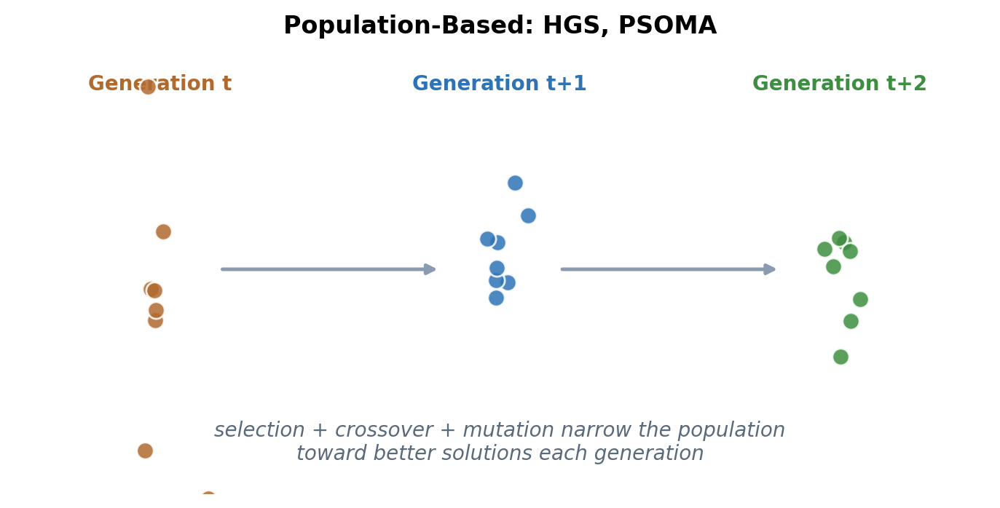 Population-Based: HGS, PSOMA
Generation t
Generation t+1
Generation t+2
selection + crossover + mutation narrow the population
toward better solutions each generation